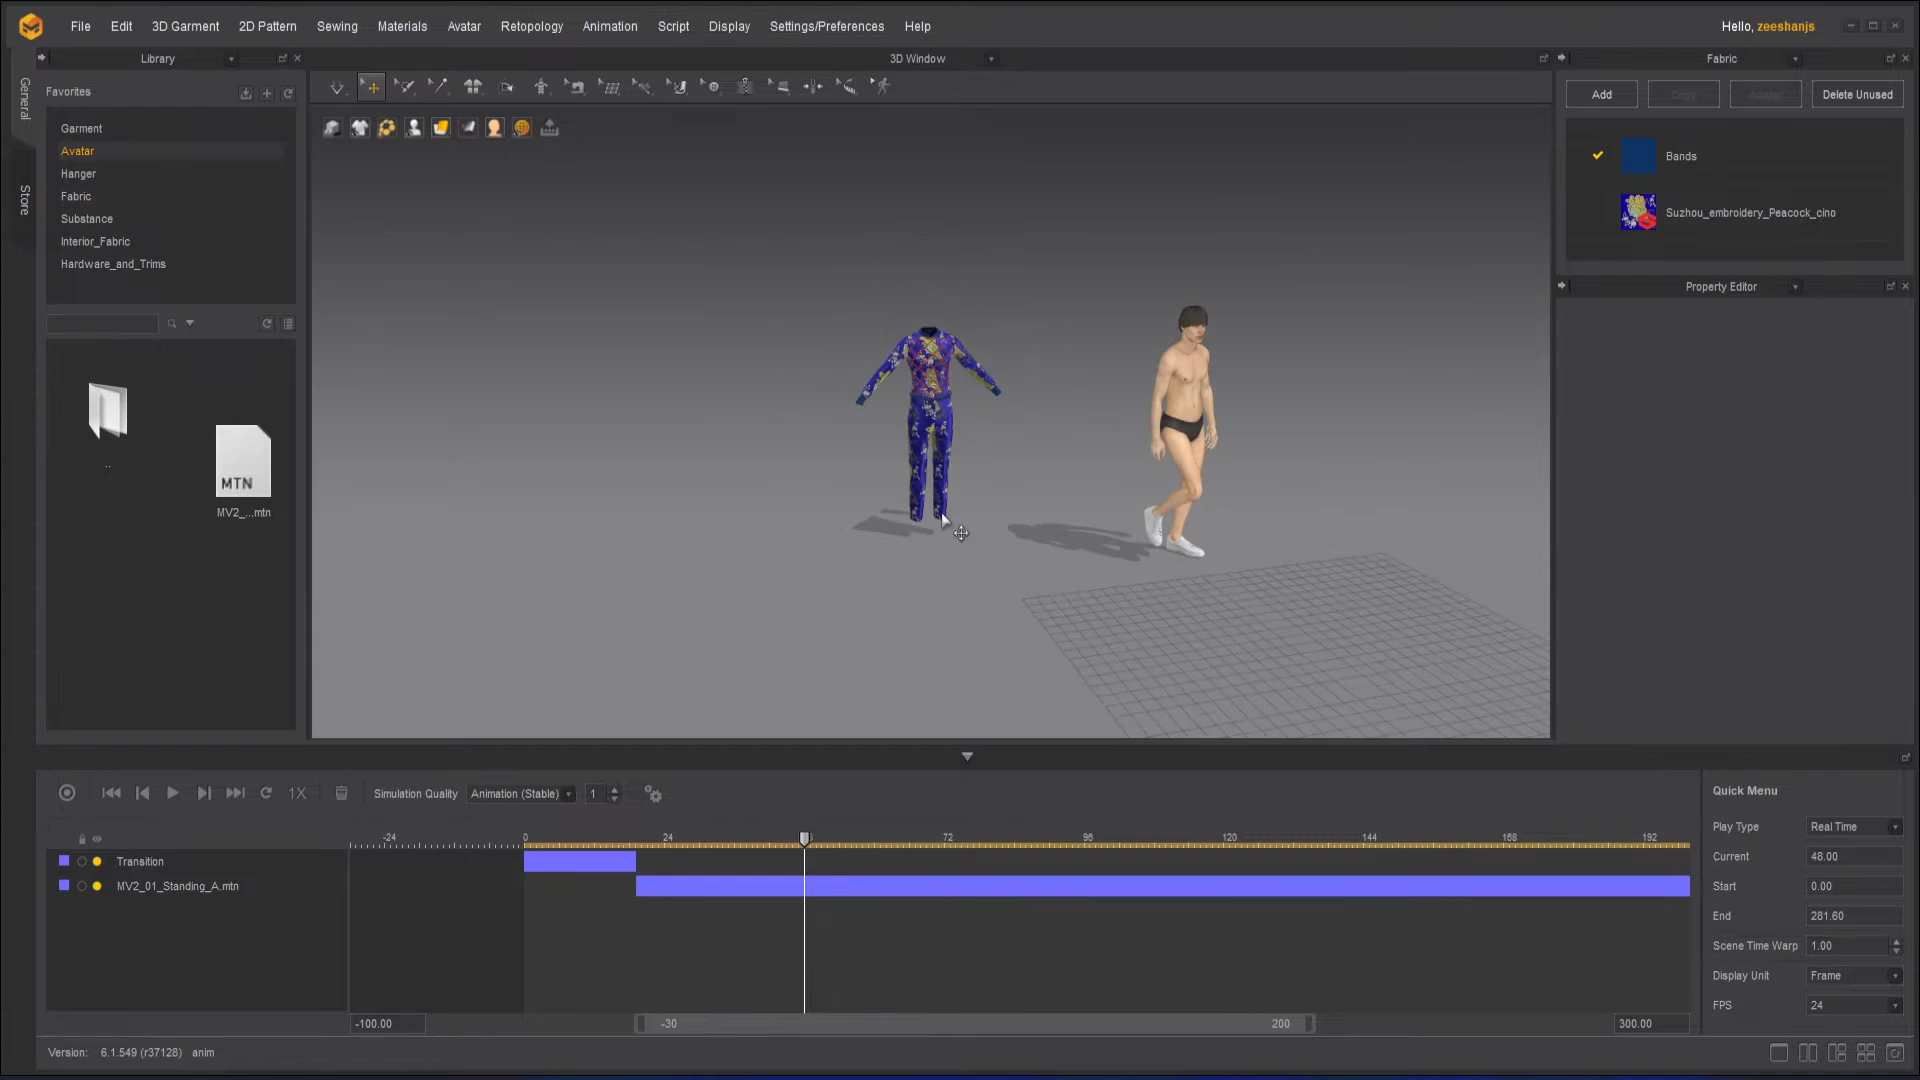 File Edit 3D Garment 2D Pattern Sewing Materials Avatar Retopology Animation Script Display Settings/Preferences Help
Hello, zeeshanjs
Library
3D Window
Fabric
General
Store
Favorites
Garment
Avatar
Hanger
Fabric
Substance
Interior_Fabric
Hardware_and_Trims
..
MTN
MV2_...mtn
Add Copy Assign Delete Unused
Bands
Suzhou_embroidery_Peacock_cino
Property Editor
1X
Simulation Quality Animation (Stable) 1
-24 0 24 72 96 120 144 168 192
Transition
MV2_01_Standing_A.mtn
-100.00 -30 200 300.00
Quick Menu
Play Type Real Time
Current 48.00
Start 0.00
End 281.60
Scene Time Warp 1.00
Display Unit Frame
FPS 24
Version: 6.1.549 (r37128) anim